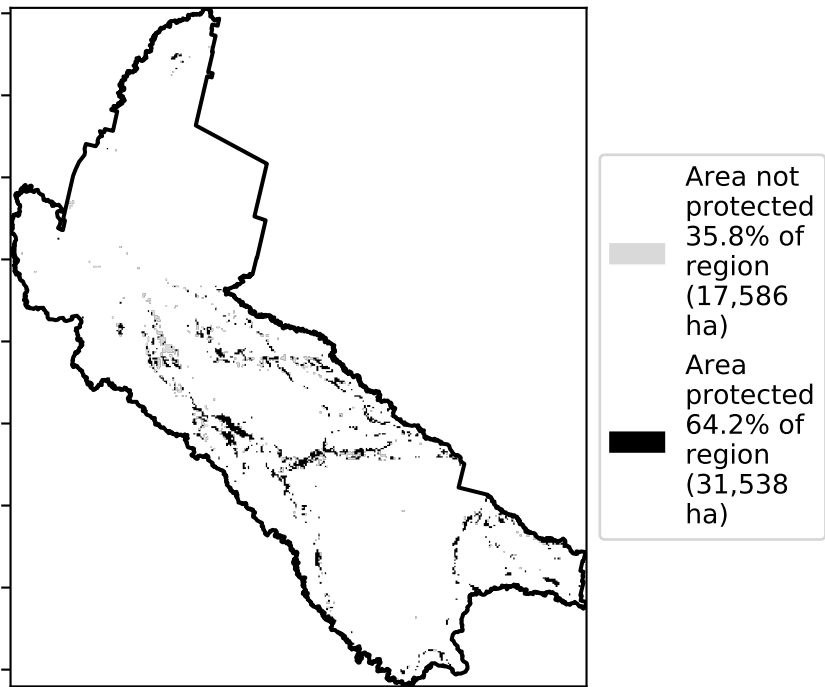 Area not
protected
35.8% of
region
(17,586
ha)
Area
protected
64.2% of
region
(31,538
ha)